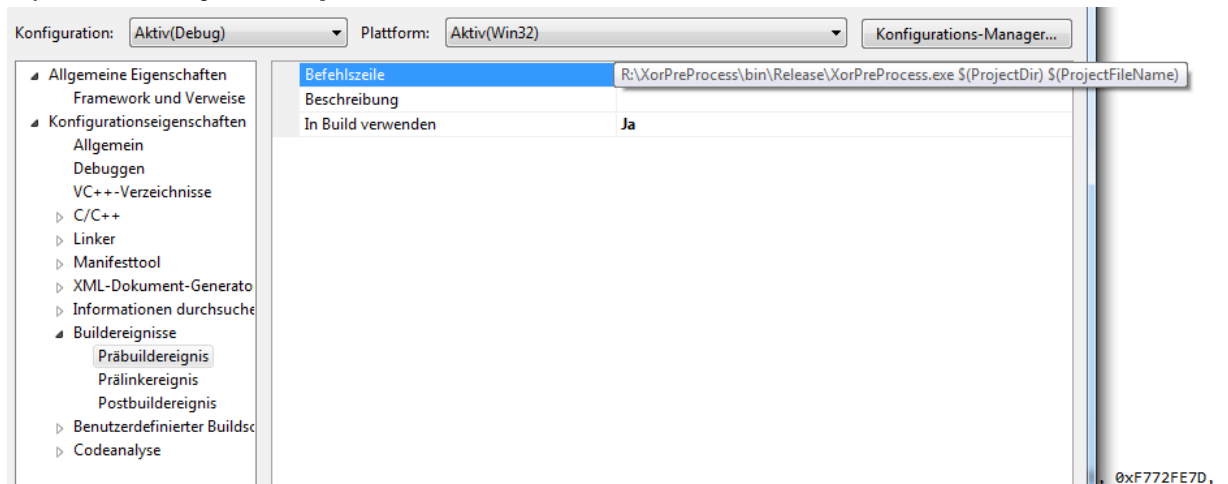 Konfiguration: Aktiv(Debug) Plattform: Aktiv(Win32) Konfigurations-Manager...
Allgemeine Eigenschaften
Framework und Verweise
Konfigurationseigenschaften
Allgemein
Debuggen
VC++-Verzeichnisse
C/C++
Linker
Manifesttool
XML-Dokument-Generato
Informationen durchsuche
Buildereignisse
Präbuildereignis
Prälinkereignis
Postbuildereignis
Benutzerdefinierter Buildsc
Codeanalyse
Befehlszeile R:\XorPreProcess\bin\Release\XorPreProcess.exe $(ProjectDir) $(ProjectFileName)
Beschreibung
In Build verwenden Ja
, 0xF772FE7D,